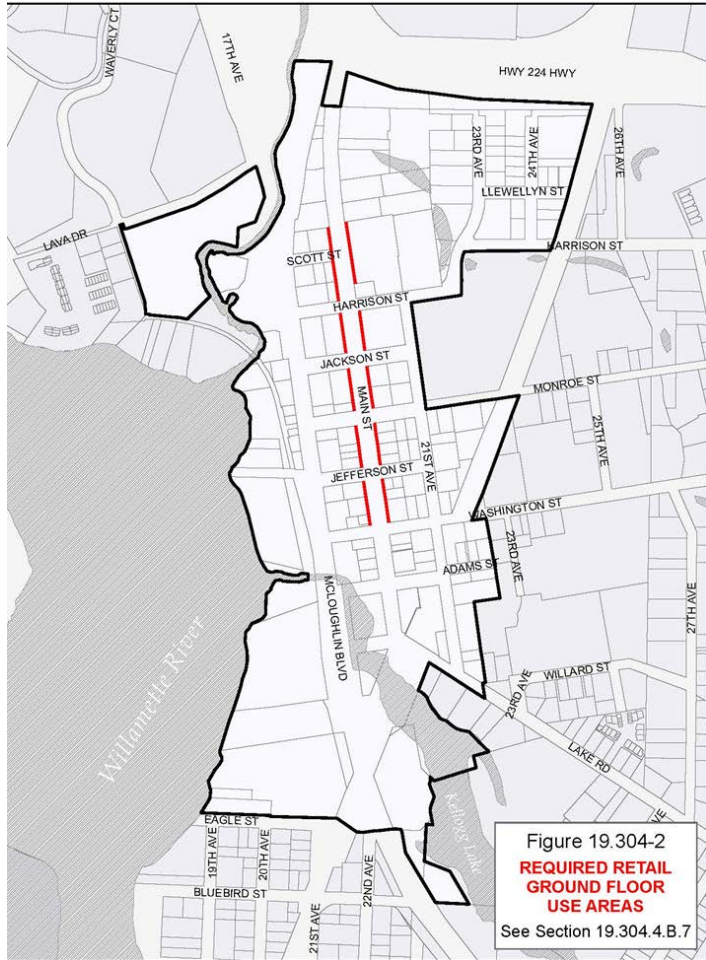 WAVERLY CT
17TH AVE
HWY 224 HWY
23RD AVE
24TH AVE
26TH AVE
LLEWELLYN ST
LAVA DR
SCOTT ST
HARRISON ST
HARRISON ST
JACKSON ST
MAIN ST
MONROE ST
25TH AVE
21ST AVE
JEFFERSON ST
WASHINGTON ST
23RD AVE
ADAMS ST
MCLOUGHLIN BLVD
27TH AVE
Willamette River
WILLARD ST
23RD AVE
LAKE RD
Kellogg Lake
EAGLE ST
19TH AVE
20TH AVE
BLUEBIRD ST
21ST AVE
22ND AVE
Figure 19.304-2
REQUIRED RETAIL
GROUND FLOOR
USE AREAS
See Section 19.304.4.B.7